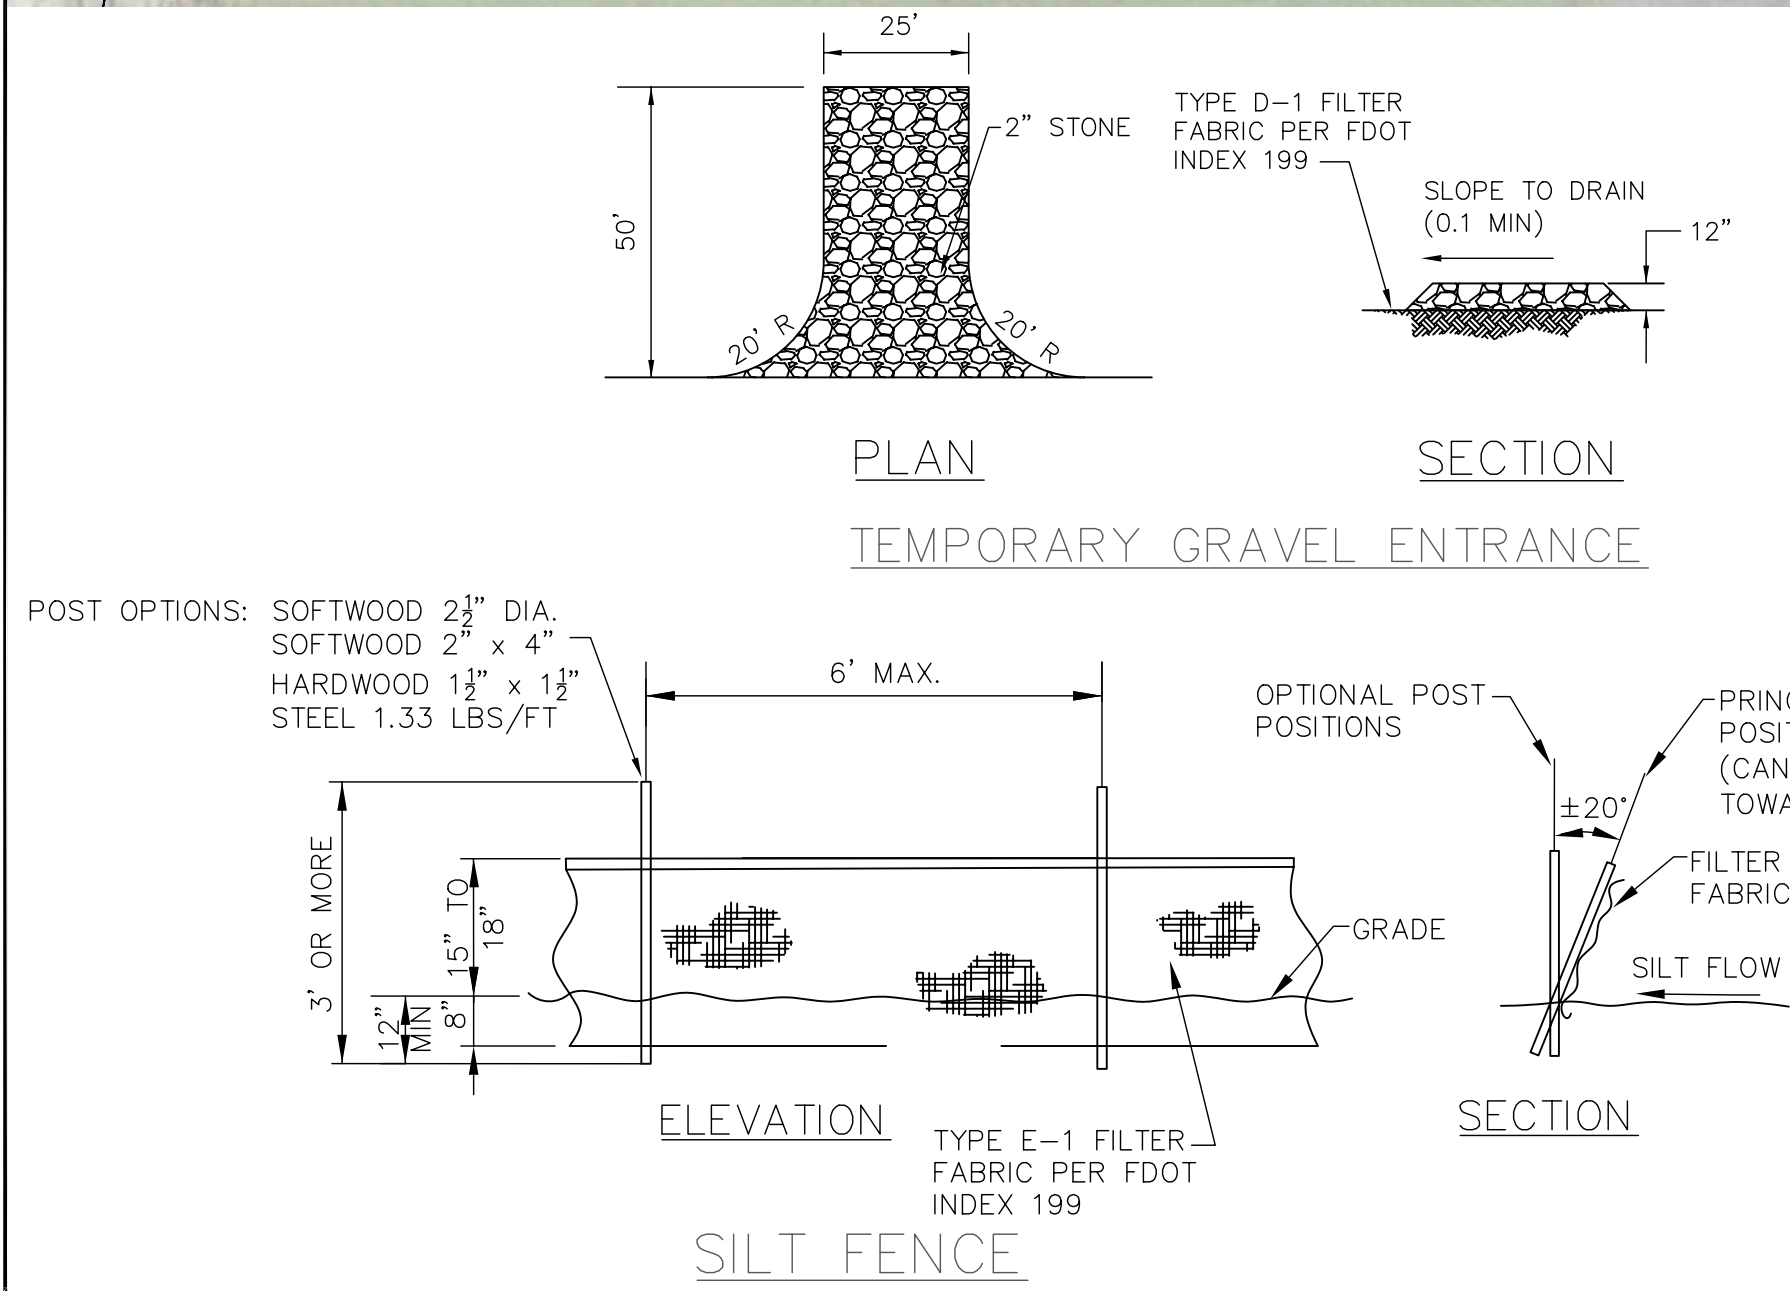 25'
50'
2" STONE
20' R
20' R
TYPE D-1 FILTER
FABRIC PER FDOT
INDEX 199
SLOPE TO DRAIN
(0.1 MIN)
12"
PLAN
SECTION
TEMPORARY GRAVEL ENTRANCE
POST OPTIONS: SOFTWOOD 2½" DIA.
SOFTWOOD 2" x 4"
HARDWOOD 1½" x 1½"
STEEL 1.33 LBS/FT
6' MAX.
3' OR MORE
15" TO
18"
12"
MIN
8"
GRADE
ELEVATION
TYPE E-1 FILTER
FABRIC PER FDOT
INDEX 199
OPTIONAL POST
POSITIONS
PRINC
POSIT
(CAN
TOWA
±20°
FILTER
FABRIC
SILT FLOW
SECTION
SILT FENCE